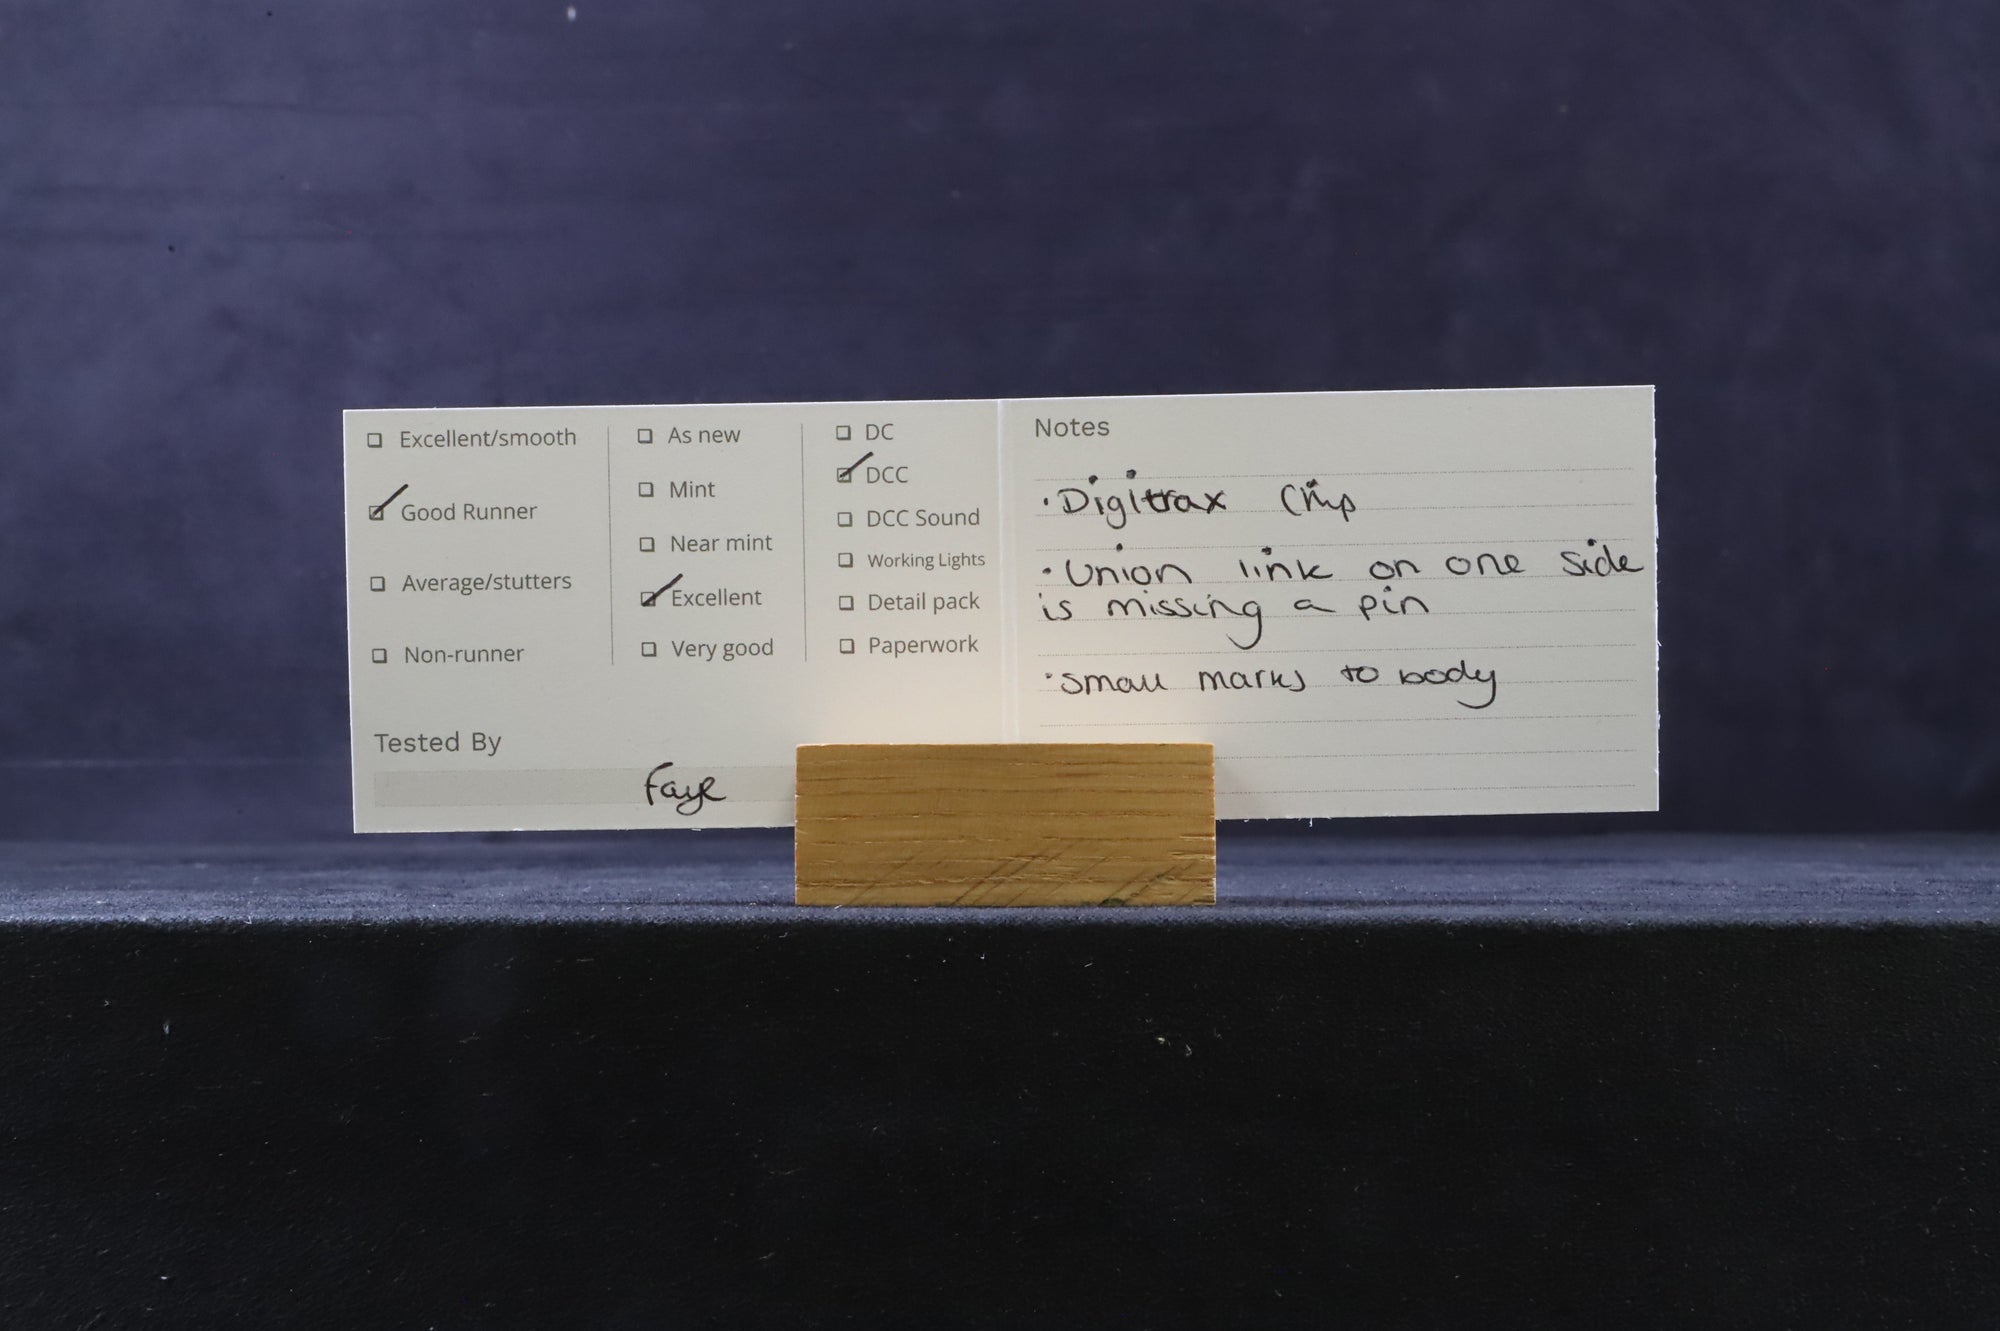 ☐ Excellent/smooth
☑ Good Runner
☐ Average/stutters
☐ Non-runner
☐ As new
☐ Mint
☐ Near mint
☑ Excellent
☐ Very good
☐ DC
☑ DCC
☐ DCC Sound
☐ Working Lights
☐ Detail pack
☐ Paperwork
Tested By
Faye
Notes
· Digitrax Chip
· Union link on one side
is missing a pin
· small marks to body